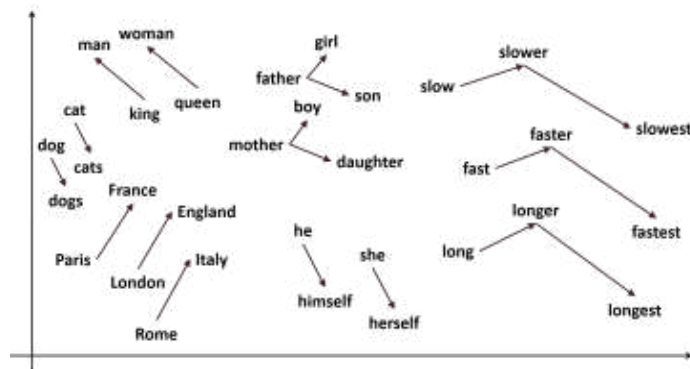 man
woman
king
queen
cat
cats
dog
dogs
France
Paris
England
London
Italy
Rome
girl
father
son
boy
mother
daughter
he
himself
she
herself
slower
slow
slowest
faster
fast
fastest
longer
long
longest